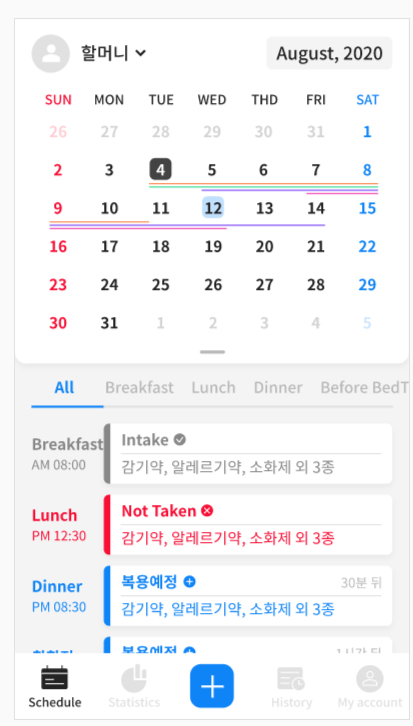 할머니
August, 2020
SUN MON TUE WED THD FRI SAT
26 27 28 29 30 31 1
2 3 4 5 6 7 8
9 10 11 12 13 14 15
16 17 18 19 20 21 22
23 24 25 26 27 28 29
30 31 1 2 3 4 5
All Breakfast Lunch Dinner Before BedT
Breakfast
AM 08:00
Intake
감기약, 알레르기약, 소화제 외 3종
Lunch
PM 12:30
Not Taken
감기약, 알레르기약, 소화제 외 3종
Dinner
PM 08:30
복용예정
30분 뒤
감기약, 알레르기약, 소화제 외 3종
복용예정
1시간 뒤
Schedule Statistics History My account